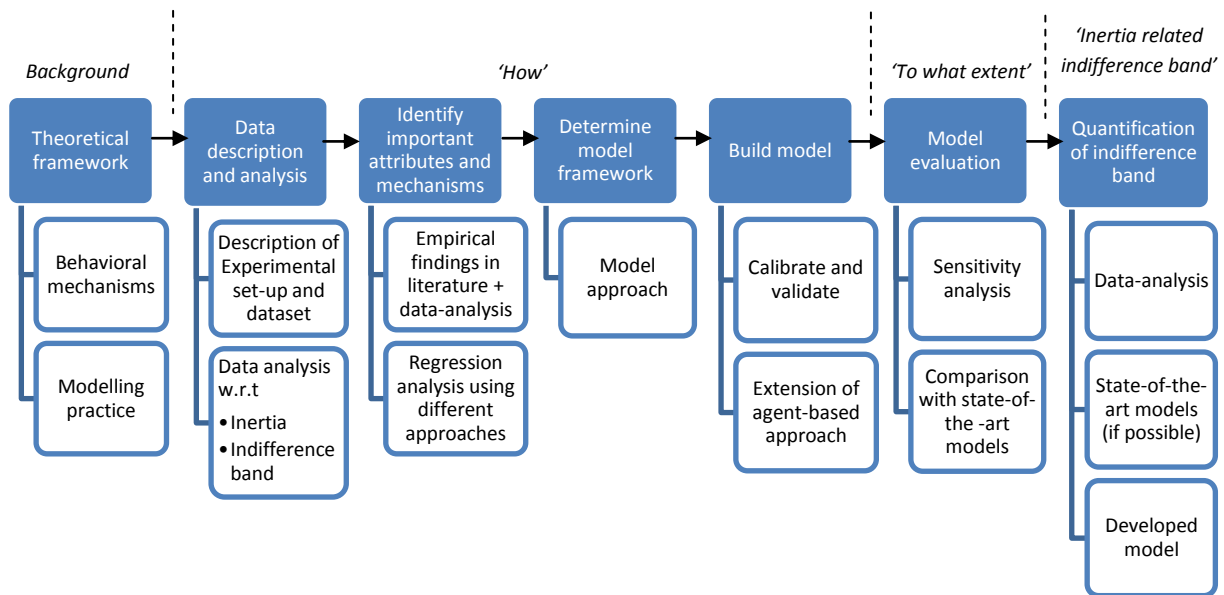 Background
‘How’
‘To what extent’
‘Inertia related
indifference band’
Theoretical
framework
Data
description
and analysis
Identify
important
attributes and
mechanisms
Determine
model
framework
Build model
Model
evaluation
Quantification
of indifference
band
Behavioral
mechanisms
Modelling
practice
Description of
Experimental
set-up and
dataset
Data analysis
w.r.t
• Inertia
• Indifference
band
Empirical
findings in
literature +
data-analysis
Regression
analysis using
different
approaches
Model
approach
Calibrate and
validate
Extension of
agent-based
approach
Sensitivity
analysis
Comparison
with state-of-
the -art
models
Data-analysis
State-of-the-
art models
(if possible)
Developed
model